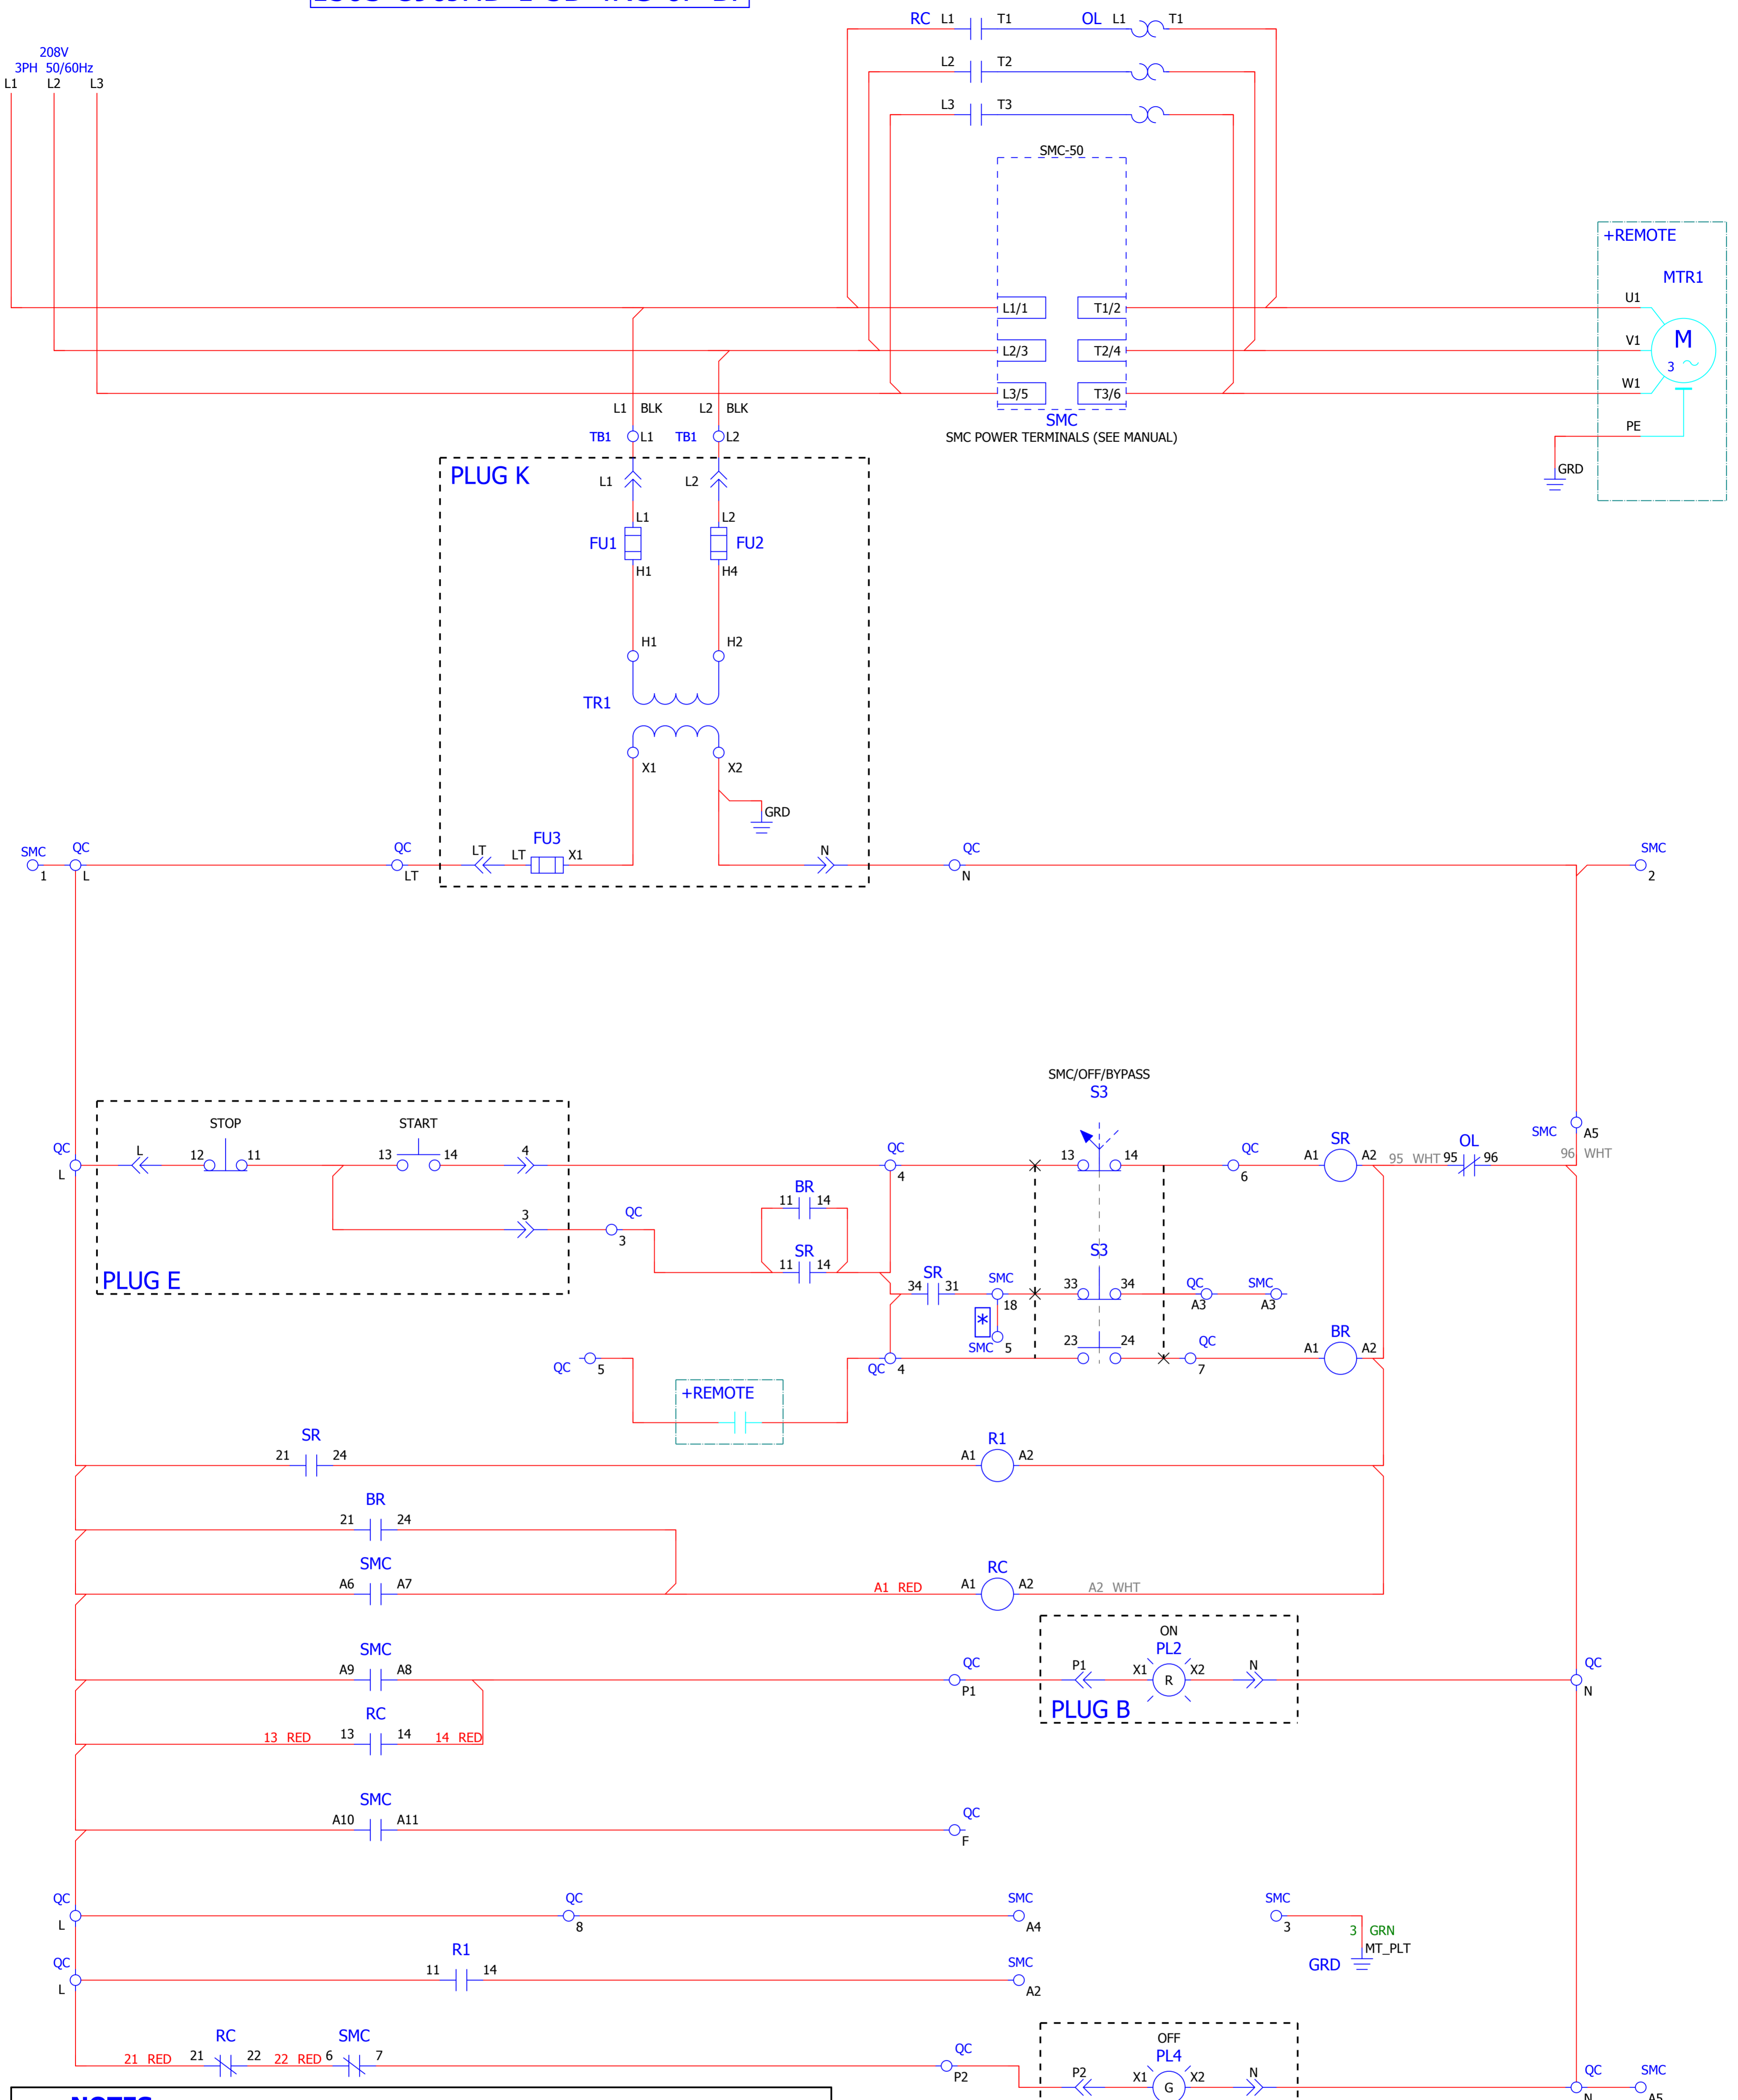 RC L1 T1 OL L1 T1
208V
3PH 50/60Hz
L1 L2 L3
L2 T2
L3 T3
SMC-50
+REMOTE
MTR1
U1
L1/1 T1/2
M
3
V1
L2/3 T2/4
W1
L3/5 T3/6
L1 BLK L2 BLK
SMC
PE
TB1 L1 TB1 L2
SMC POWER TERMINALS (SEE MANUAL)
PLUG K
L1 L2
GRD
L1 L2
FU1 FU2
H1 H4
H1 H2
TR1
X1 X2
GRD
FU3
SMC QC QC LT LT X1 N QC SMC
1 L LT N 2
SMC/OFF/BYPASS
S3
STOP START
SMC A5
QC L 12 11 13 14 4 QC 13 14 QC SR OL
L 4 6 A1 A2 95 WHT 95 96 96 WHT
BR
11 14
3 QC
3
SR
11 14
S3
PLUG E
SR
34 31 SMC 33 34 QC SMC
18 A3 A3
*
SMC 5 23 24 QC BR
QC 5 QC 4 7 A1 A2
+REMOTE
SR R1
21 24 A1 A2
BR
21 24
SMC RC
A6 A7 A1 RED A1 A2 A2 WHT
ON
SMC QC PL2 QC
A9 A8 P1 P1 X1 R X2 N N
PLUG B
RC
13 RED 13 14 14 RED
SMC
A10 A11 QC
F
QC QC SMC SMC
L 8 A4 3
3 GRN
MT_PLT
GRD
QC R1 SMC
L 11 14 A2
OFF
RC SMC QC PL4
21 RED 21 22 22 RED 6 7 P2 P2 X1 G X2 N QC SMC
N A5